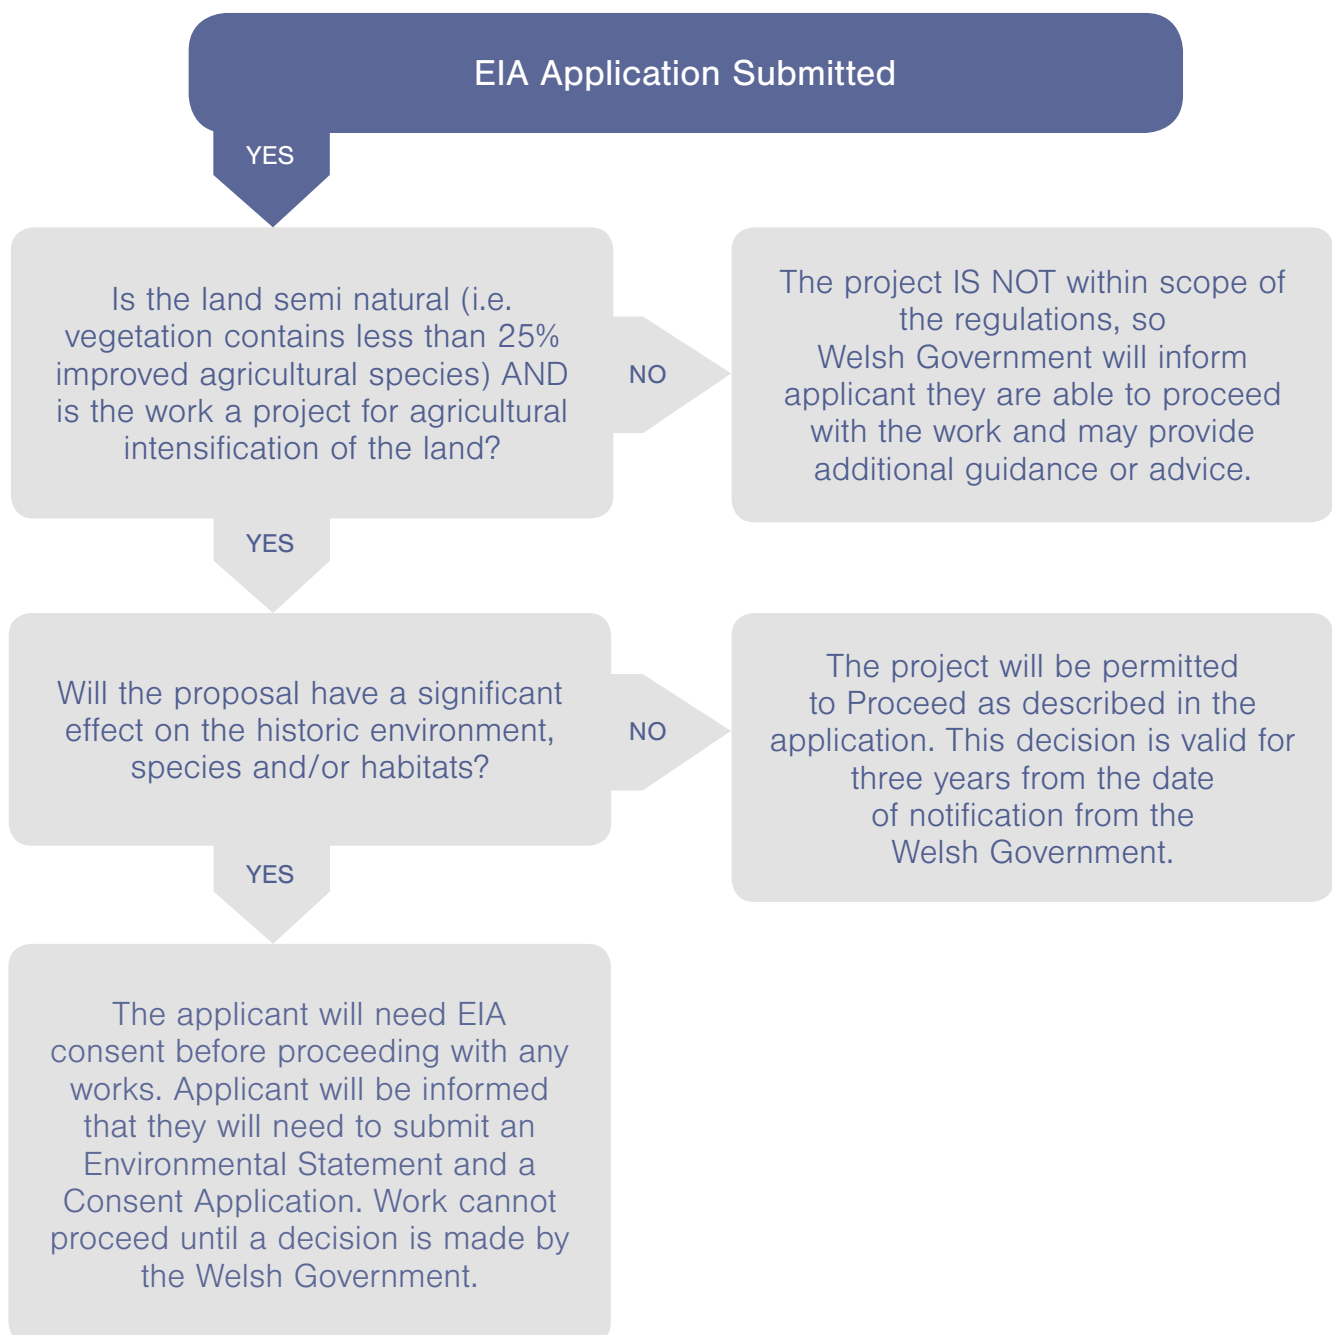 EIA Application Submitted
YES
Is the land semi natural (i.e.
vegetation contains less than 25%
improved agricultural species) AND
is the work a project for agricultural
intensification of the land?
NO
The project IS NOT within scope of
the regulations, so
Welsh Government will inform
applicant they are able to proceed
with the work and may provide
additional guidance or advice.
YES
Will the proposal have a significant
effect on the historic environment,
species and/or habitats?
NO
The project will be permitted
to Proceed as described in the
application. This decision is valid for
three years from the date
of notification from the
Welsh Government.
YES
The applicant will need EIA
consent before proceeding with any
works. Applicant will be informed
that they will need to submit an
Environmental Statement and a
Consent Application. Work cannot
proceed until a decision is made by
the Welsh Government.